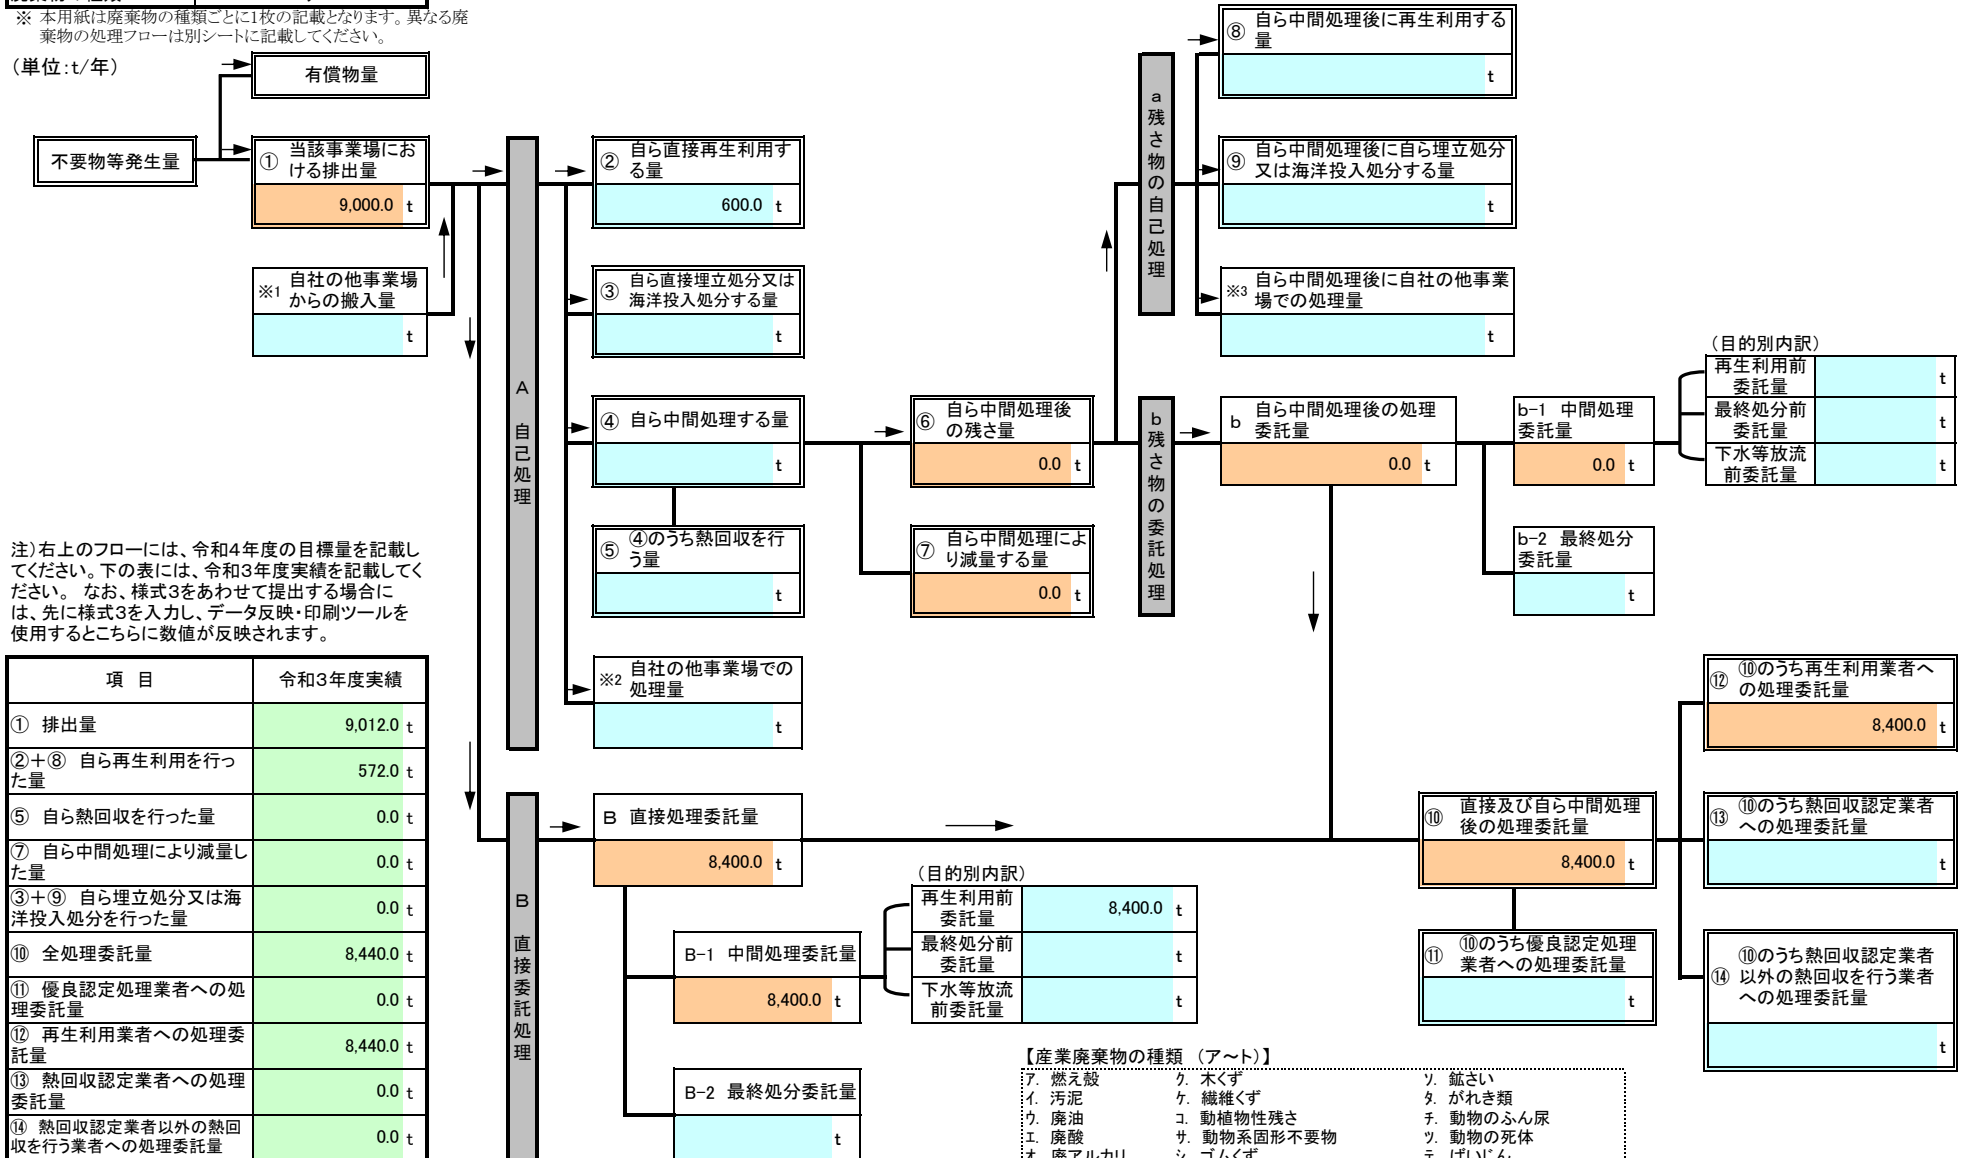 ※ 本用紙は廃棄物の種類ごとに1枚の記載となります。異なる廃
棄物の処理フローは別シートに記載してください。
（単位：t/年）
有償物量
不要物等発生量
① 当該事業場にお
ける排出量
9,000.0 t
※1 自社の他事業場
からの搬入量
t
A 自己処理
② 自ら直接再生利用す
る量
600.0 t
③ 自ら直接埋立処分又は
海洋投入処分する量
t
④ 自ら中間処理する量
t
⑤ ④のうち熱回収を行
う量
t
※2 自社の他事業場での
処理量
t
⑥ 自ら中間処理後
の残さ量
0.0 t
⑦ 自ら中間処理によ
り減量する量
0.0 t
a 残さ物の自己処理
⑧ 自ら中間処理後に再生利用する
量
t
⑨ 自ら中間処理後に自ら埋立処分
又は海洋投入処分する量
t
※3 自ら中間処理後に自社の他事業
場での処理量
t
b 残さ物の委託処理
b 自ら中間処理後の処理
委託量
0.0 t
b-1 中間処理
委託量
0.0 t
b-2 最終処分
委託量
t
（目的別内訳）
再生利用前
委託量
t
最終処分前
委託量
t
下水等放流
前委託量
t
注）右上のフローには、令和４年度の目標量を記載し
てください。下の表には、令和３年度実績を記載してく
ださい。 なお、様式３をあわせて提出する場合に
は、先に様式３を入力し、データ反映・印刷ツールを
使用するとこちらに数値が反映されます。
項 目 令和３年度実績
① 排出量 9,012.0 t
②＋⑧ 自ら再生利用を行っ
た量
572.0 t
⑤ 自ら熱回収を行った量 0.0 t
⑦ 自ら中間処理により減量し
た量
0.0 t
③＋⑨ 自ら埋立処分又は海
洋投入処分を行った量
0.0 t
⑩ 全処理委託量 8,440.0 t
⑪ 優良認定処理業者への処
理委託量
0.0 t
⑫ 再生利用業者への処理委
託量
8,440.0 t
⑬ 熱回収認定業者への処理
委託量
0.0 t
⑭ 熱回収認定業者以外の熱回
収を行う業者への処理委託量
0.0 t
B 直接委託処理
B 直接処理委託量
8,400.0 t
B-1 中間処理委託量
8,400.0 t
B-2 最終処分委託量
t
（目的別内訳）
再生利用前
委託量
8,400.0 t
最終処分前
委託量
t
下水等放流
前委託量
t
⑩ 直接及び自ら中間処理
後の処理委託量
8,400.0 t
⑪ ⑩のうち優良認定処理
業者への処理委託量
t
⑫ ⑩のうち再生利用業者へ
の処理委託量
8,400.0 t
⑬ ⑩のうち熱回収認定業者
への処理委託量
t
⑭ ⑩のうち熱回収認定業者
以外の熱回収を行う業者
への処理委託量
t
【産業廃棄物の種類 （ア～ト）】
ア. 燃え殻 ク. 木くず ソ. 鉱さい
イ. 汚泥 ケ. 繊維くず タ. がれき類
ウ. 廃油 コ. 動植物性残さ チ. 動物のふん尿
エ. 廃酸 サ. 動物系固形不要物 ツ. 動物の死体
オ. 廃アルカリ シ. ゴムくず テ. ばいじん